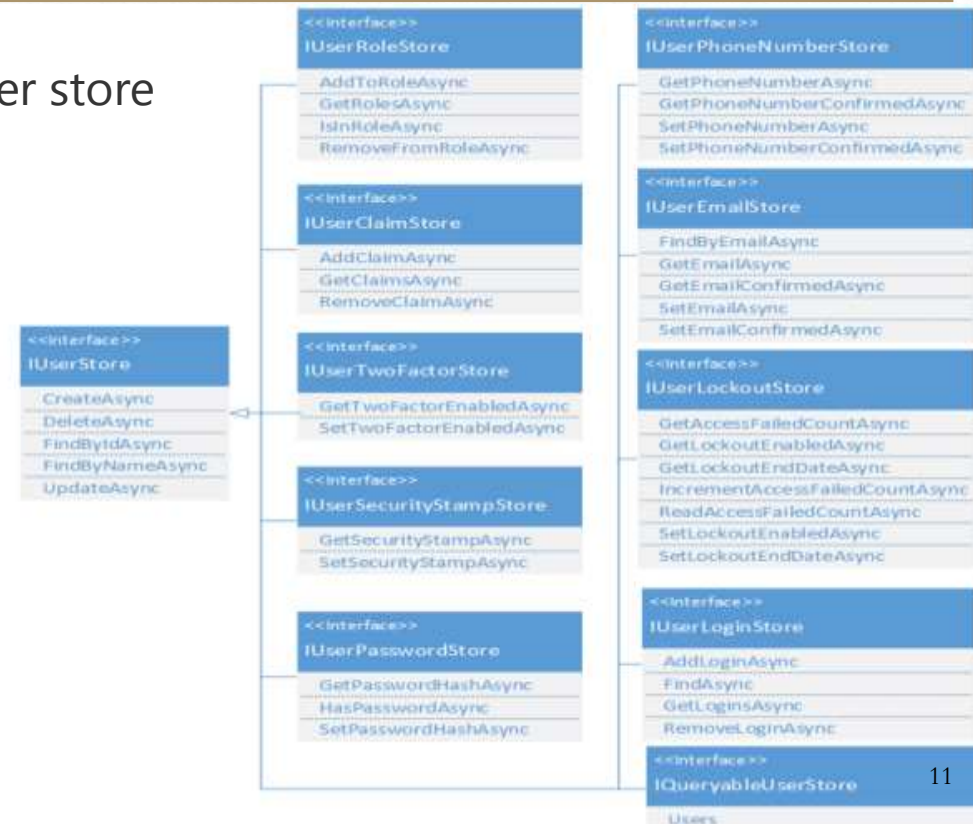 er store
<<interface>>
IUserStore
CreateAsync
DeleteAsync
FindByIdAsync
FindByNameAsync
UpdateAsync
<<interface>>
IUserRoleStore
AddToRoleAsync
GetRolesAsync
IsInRoleAsync
RemoveFromRoleAsync
<<interface>>
IUserClaimStore
AddClaimAsync
GetClaimsAsync
RemoveClaimAsync
<<interface>>
IUserTwoFactorStore
GetTwoFactorEnabledAsync
SetTwoFactorEnabledAsync
<<interface>>
IUserSecurityStampStore
GetSecurityStampAsync
SetSecurityStampAsync
<<interface>>
IUserPasswordStore
GetPasswordHashAsync
HasPasswordAsync
SetPasswordHashAsync
<<interface>>
IUserPhoneNumberStore
GetPhoneNumberAsync
GetPhoneNumberConfirmedAsync
SetPhoneNumberAsync
SetPhoneNumberConfirmedAsync
<<interface>>
IUserEmailStore
FindByEmailAsync
GetEmailAsync
GetEmailConfirmedAsync
SetEmailAsync
SetEmailConfirmedAsync
<<interface>>
IUserLockoutStore
GetAccessFailedCountAsync
GetLockoutEnabledAsync
GetLockoutEndDateAsync
IncrementAccessFailedCountAsync
ReadAccessFailedCountAsync
SetLockoutEnabledAsync
SetLockoutEndDateAsync
<<interface>>
IUserLoginStore
AddLoginAsync
FindAsync
GetLoginsAsync
RemoveLoginAsync
<<interface>>
IQueryableUserStore
Users
11